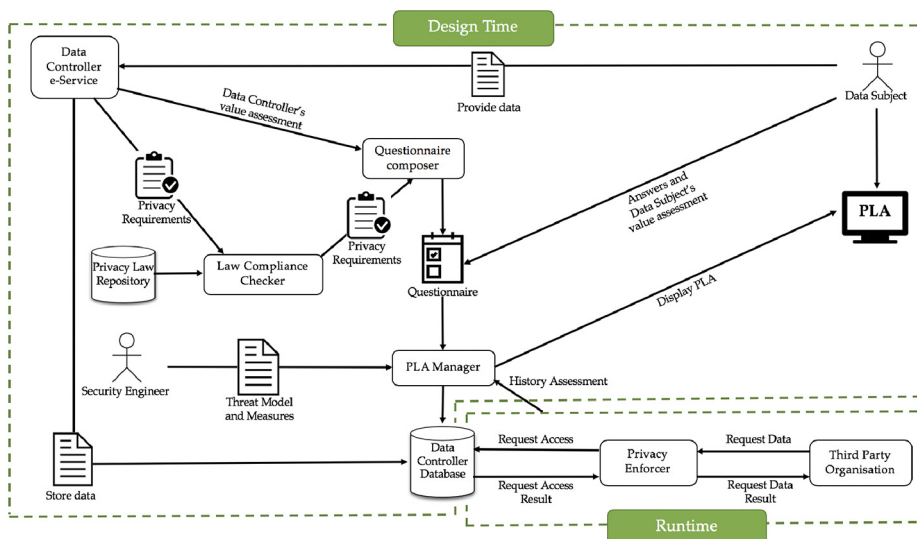 Design Time
Data
Controller
e-Service
Provide data
Data Subject
Data Controller's
value assessment
Questionnaire
composer
Privacy
Requirements
Privacy
Requirements
Answers and
Data Subject's
value assessment
PLA
Privacy Law
Repository
Law Compliance
Checker
Questionnaire
Display PLA
Security Engineer
Threat Model
and Measures
PLA Manager
History Assessment
Store data
Data
Controller
Database
Request Access
Request Access
Result
Privacy
Enforcer
Request Data
Request Data
Result
Third Party
Organisation
Runtime